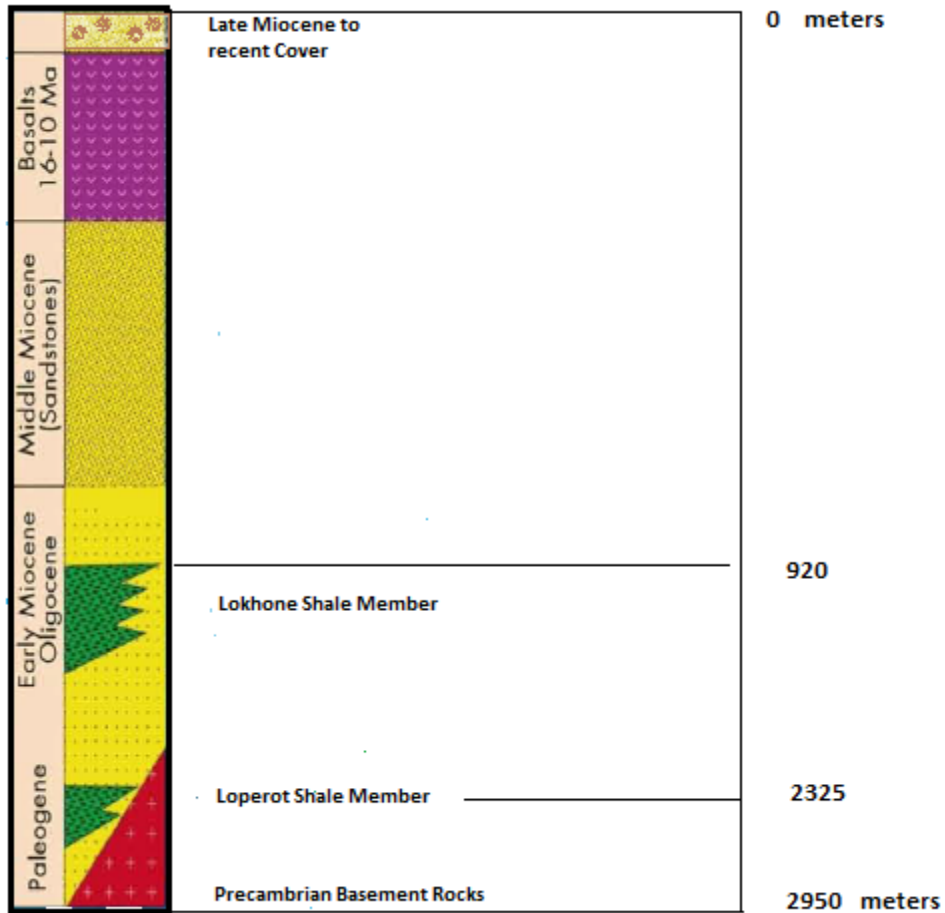 Late Miocene to
recent Cover
0 meters
Basalts
16-10 Ma
Middle Miocene
(Sandstones)
920
Early Miocene
Oligocene
Lokhone Shale Member
Loperot Shale Member
2325
Paleogene
Precambrian Basement Rocks
2950 meters